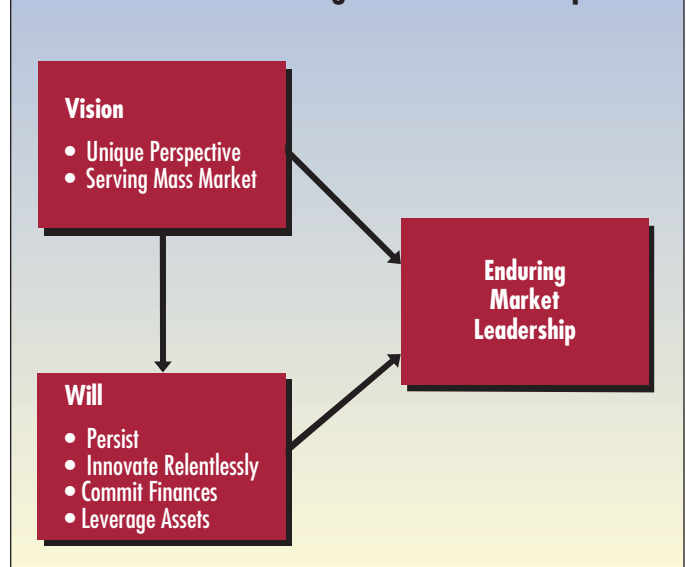 Vision
• Unique Perspective
• Serving Mass Market
Enduring
Market
Leadership
Will
• Persist
• Innovate Relentlessly
• Commit Finances
• Leverage Assets